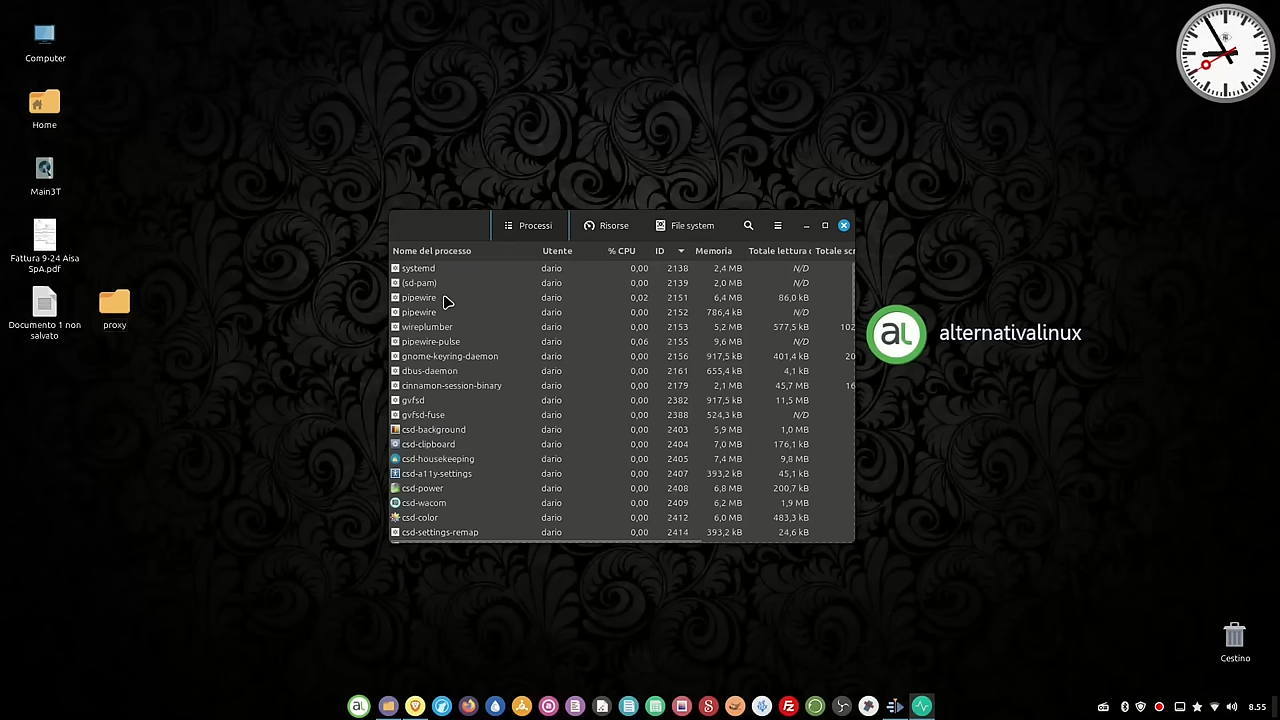 Computer
Home
Main3T
Fattura 9-24 Aisa
SpA.pdf
Documento 1 non
salvato
proxy
Processi
Risorse
File system
Nome del processo Utente % CPU ID Memoria Totale lettura Totale scr
systemd dario 0,00 2138 2,4 MB N/D
(sd-pam) dario 0,00 2139 2,0 MB N/D
pipewire dario 0,02 2151 6,4 MB 86,0 kB
pipewire dario 0,00 2152 786,4 kB N/D
wireplumber dario 0,00 2153 5,2 MB 577,5 kB 102
pipewire-pulse dario 0,06 2155 9,6 MB N/D
gnome-keyring-daemon dario 0,00 2156 917,5 kB 401,4 kB 20
dbus-daemon dario 0,00 2161 655,4 kB 4,1 kB
cinnamon-session-binary dario 0,00 2179 2,1 MB 45,7 MB 16
gvfsd dario 0,00 2382 917,5 kB 11,5 MB
gvfsd-fuse dario 0,00 2388 524,3 kB N/D
csd-background dario 0,00 2403 5,9 MB 1,0 MB
csd-clipboard dario 0,00 2404 7,0 MB 176,1 kB
csd-housekeeping dario 0,00 2405 7,4 MB 9,8 MB
csd-a11y-settings dario 0,00 2407 393,2 kB 45,1 kB
csd-power dario 0,00 2408 6,8 MB 200,7 kB
csd-wacom dario 0,00 2409 6,2 MB 1,9 MB
csd-color dario 0,00 2412 6,0 MB 483,3 kB
csd-settings-remap dario 0,00 2414 393,2 kB 24,6 kB
al alternativalinux
Cestino
al
8.55